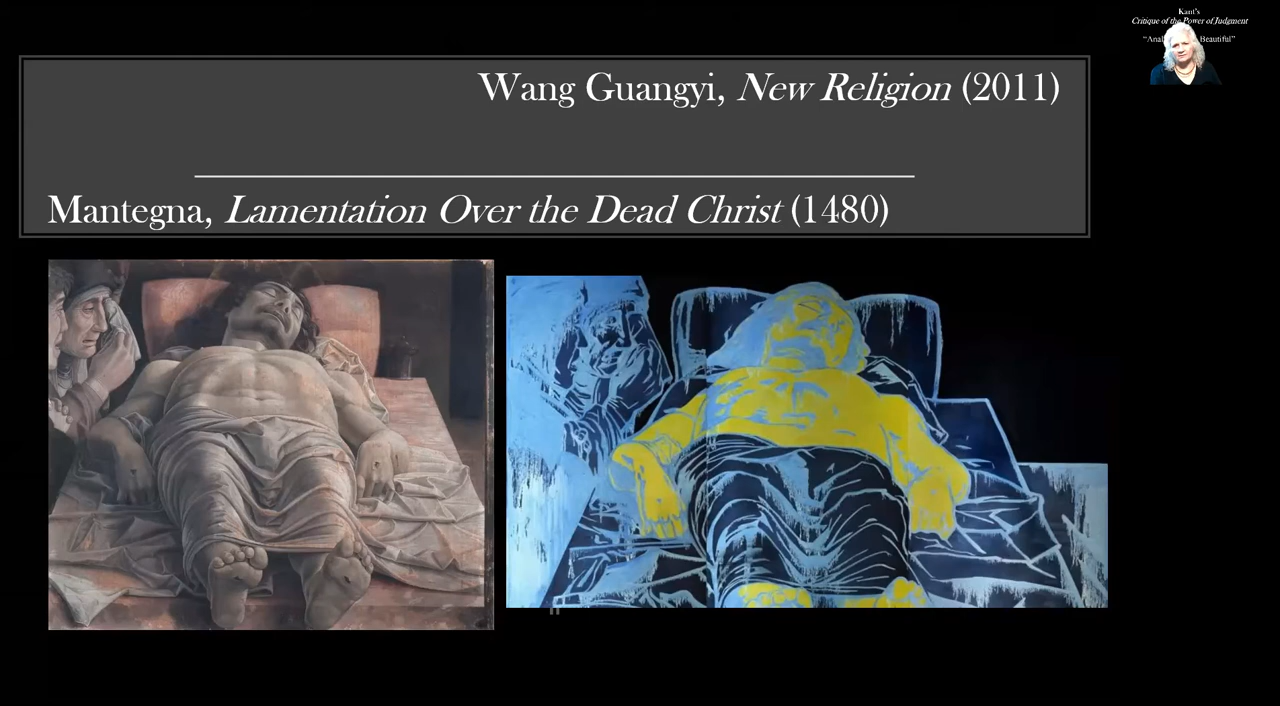 Kant's
Critique of the Power of Judgment
Beautiful"
Wang Guangyi, New Religion (2011)
Mantegna, Lamentation Over the Dead Christ (1480)